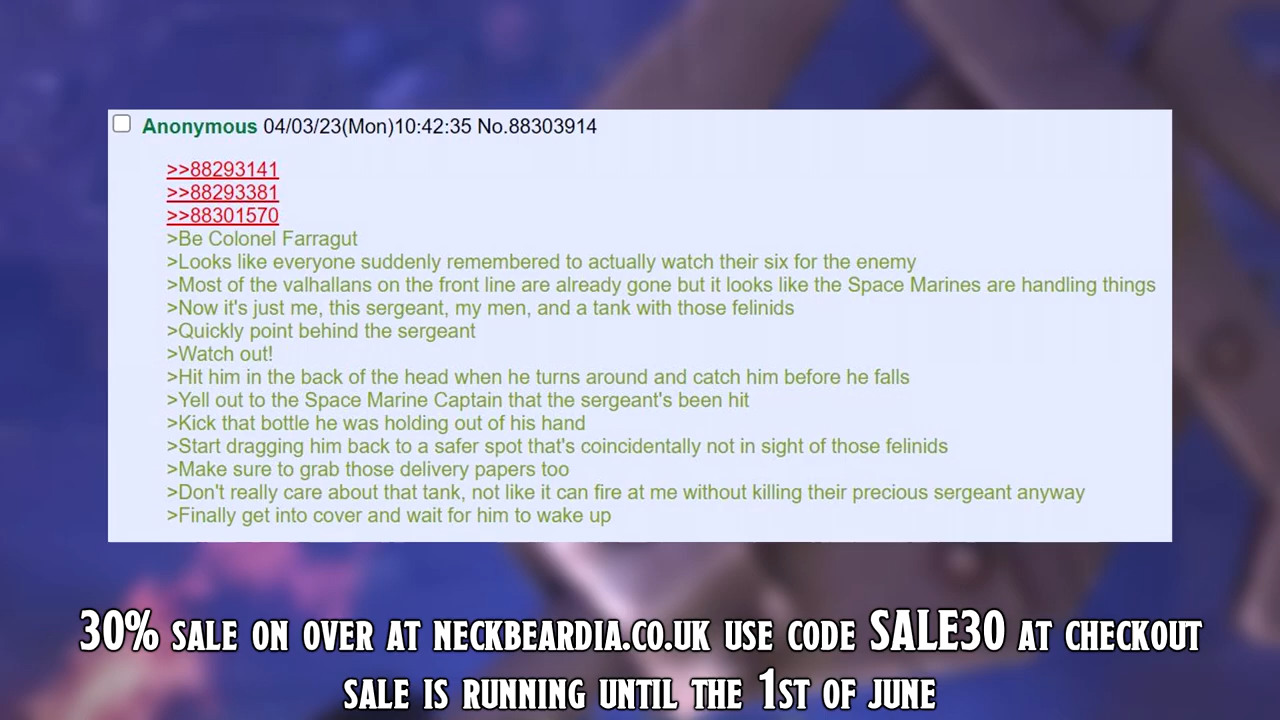 Anonymous 04/03/23(Mon)10:42:35 No.88303914
>>88293141
>>88293381
>>88301570
>Be Colonel Farragut
>Looks like everyone suddenly remembered to actually watch their six for the enemy
>Most of the valhallans on the front line are already gone but it looks like the Space Marines are handling things
>Now it's just me, this sergeant, my men, and a tank with those felinids
>Quickly point behind the sergeant
>Watch out!
>Hit him in the back of the head when he turns around and catch him before he falls
>Yell out to the Space Marine Captain that the sergeant's been hit
>Kick that bottle he was holding out of his hand
>Start dragging him back to a safer spot that's coincidentally not in sight of those felinids
>Make sure to grab those delivery papers too
>Don't really care about that tank, not like it can fire at me without killing their precious sergeant anyway
>Finally get into cover and wait for him to wake up
30% SALE ON OVER AT NECKBEARDIA.CO.UK USE CODE SALE30 AT CHECKOUT
SALE IS RUNNING UNTIL THE 1ST OF JUNE